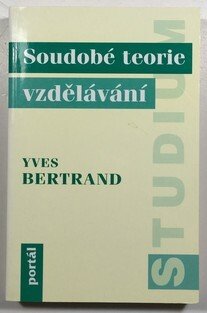 Soudobé teorie
vzdělávání
YVES
BERTRAND
STUDIUM
portál